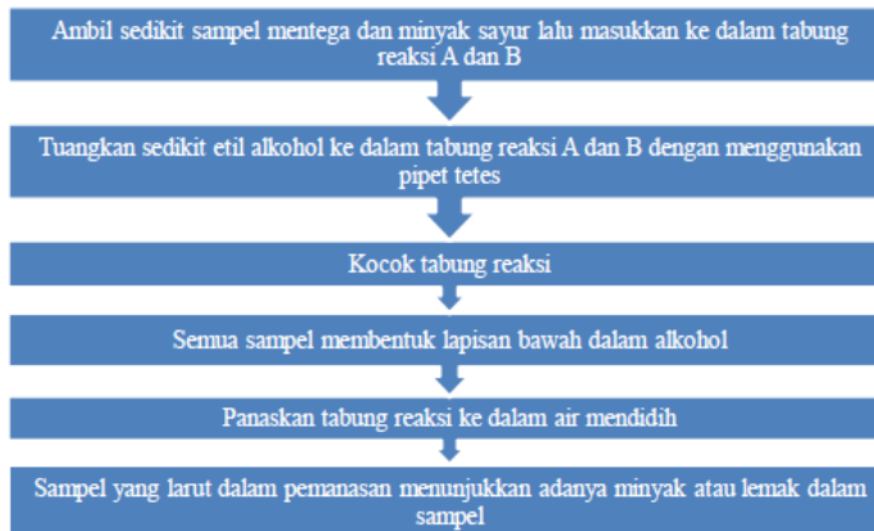 Ambil sedikit sampel mentega dan minyak sayur lalu masukkan ke dalam tabung
reaksi A dan B
Tuangkan sedikit etil alkohol ke dalam tabung reaksi A dan B dengan menggunakan
pipet tetes
Kocok tabung reaksi
Semua sampel membentuk lapisan bawah dalam alkohol
Panaskan tabung reaksi ke dalam air mendidih
Sampel yang larut dalam pemanasan menunjukkan adanya minyak atau lemak dalam
sampel